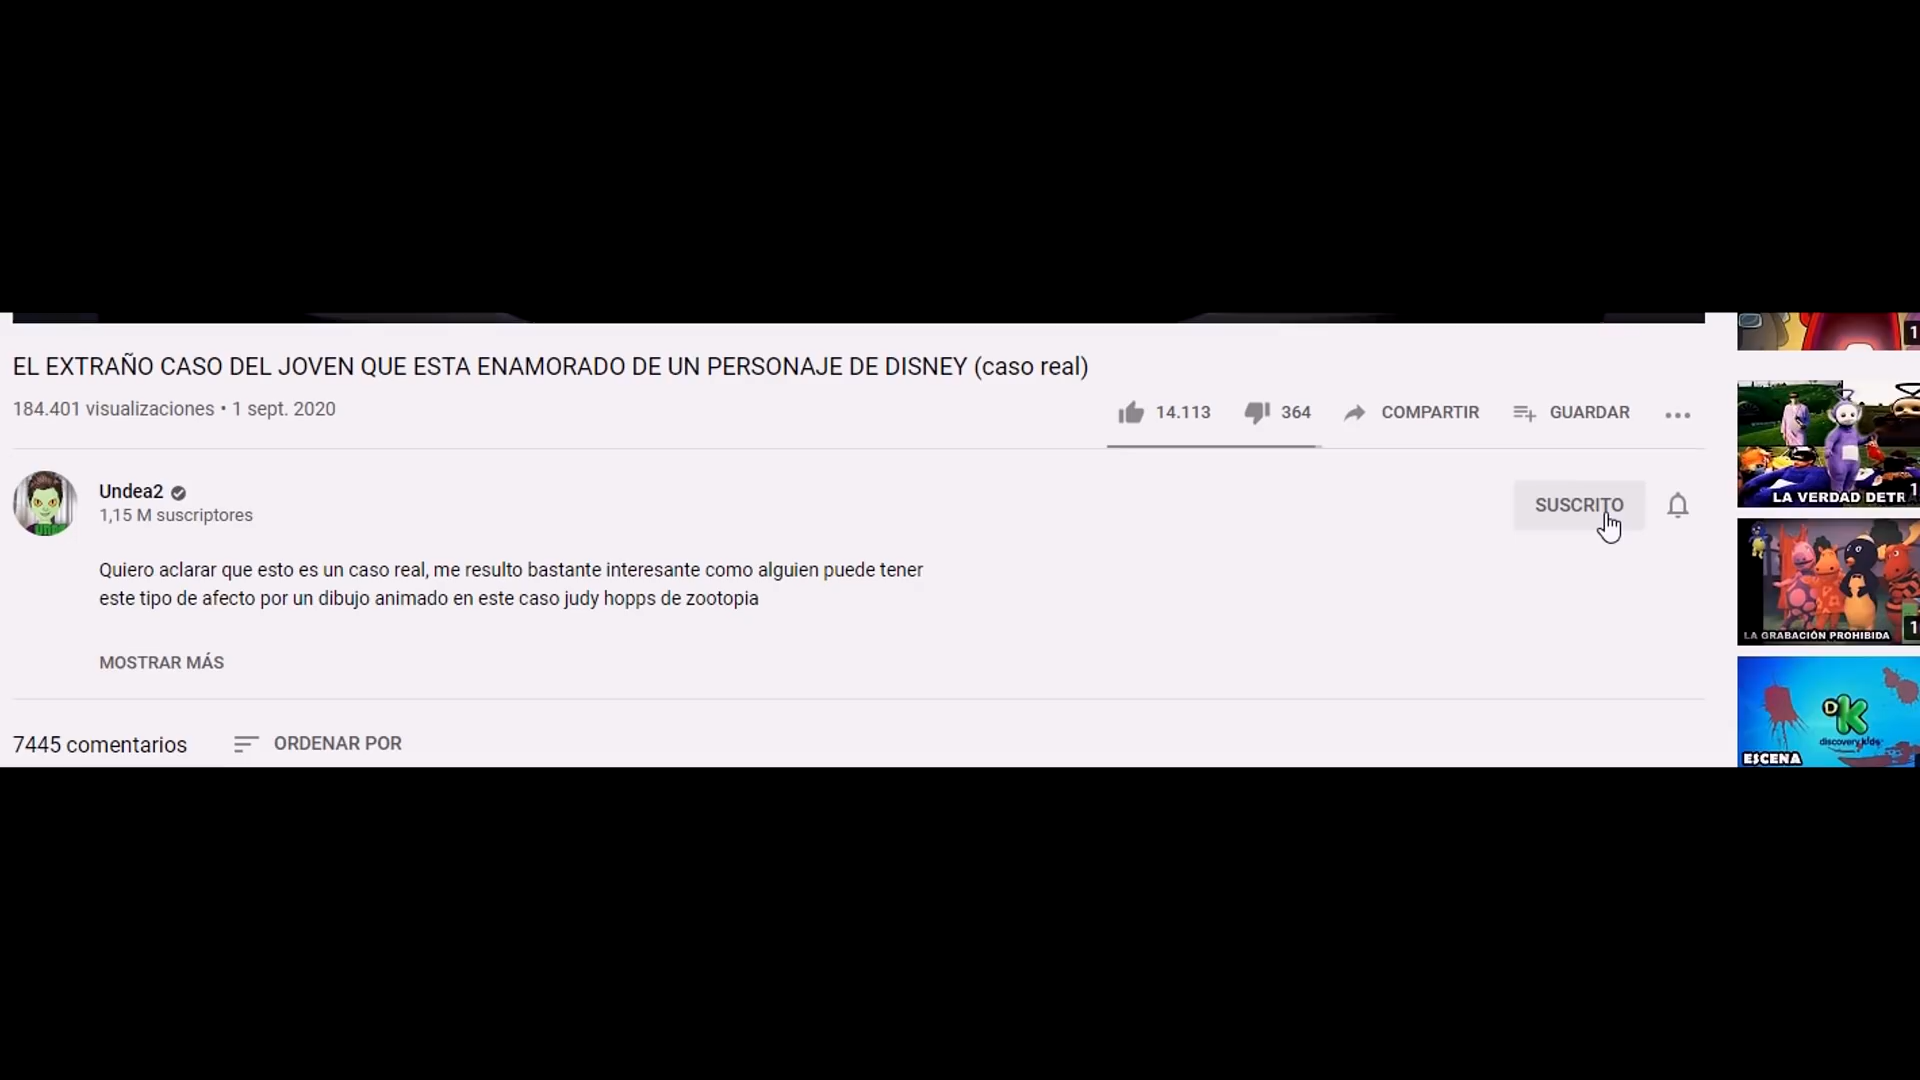 EL EXTRAÑO CASO DEL JOVEN QUE ESTA ENAMORADO DE UN PERSONAJE DE DISNEY (caso real)
184.401 visualizaciones • 1 sept. 2020
14.113
364
COMPARTIR
GUARDAR
Undea2
1,15 M suscriptores
SUSCRITO
Quiero aclarar que esto es un caso real, me resulto bastante interesante como alguien puede tener
este tipo de afecto por un dibujo animado en este caso judy hopps de zootopia
MOSTRAR MÁS
7445 comentarios
ORDENAR POR
1
LA VERDAD DETR
1
LA GRABACIÓN PROHIBIDA
1
DK
discovery kids
ESCENA